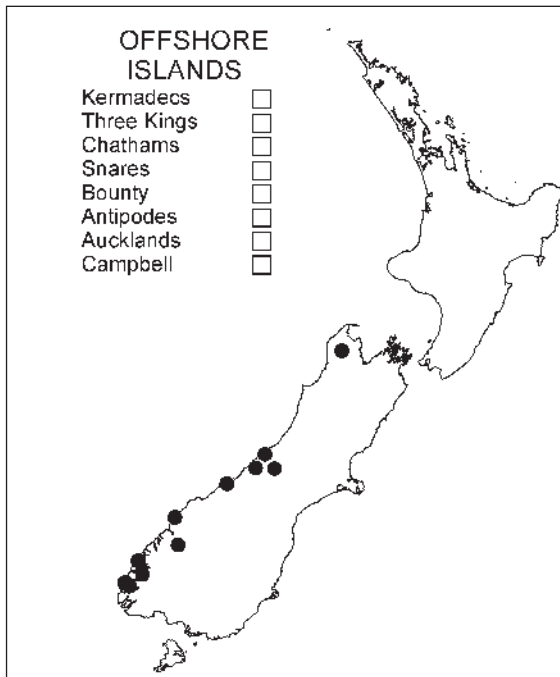 OFFSHORE
ISLANDS
Kermadecs
Three Kings
Chathams
Snares
Bounty
Antipodes
Aucklands
Campbell